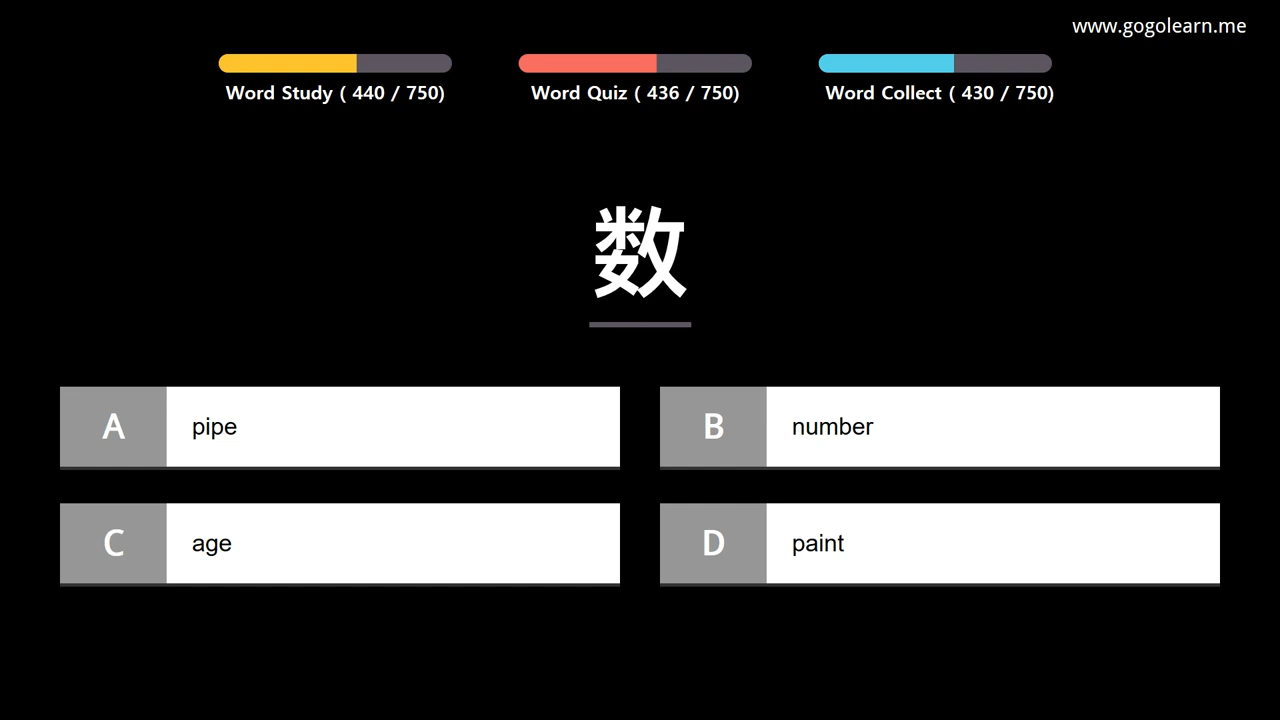 www.gogolearn.me
Word Study ( 440 / 750)
Word Quiz ( 436 / 750)
Word Collect ( 430 / 750)
数
A pipe
B number
C age
D paint